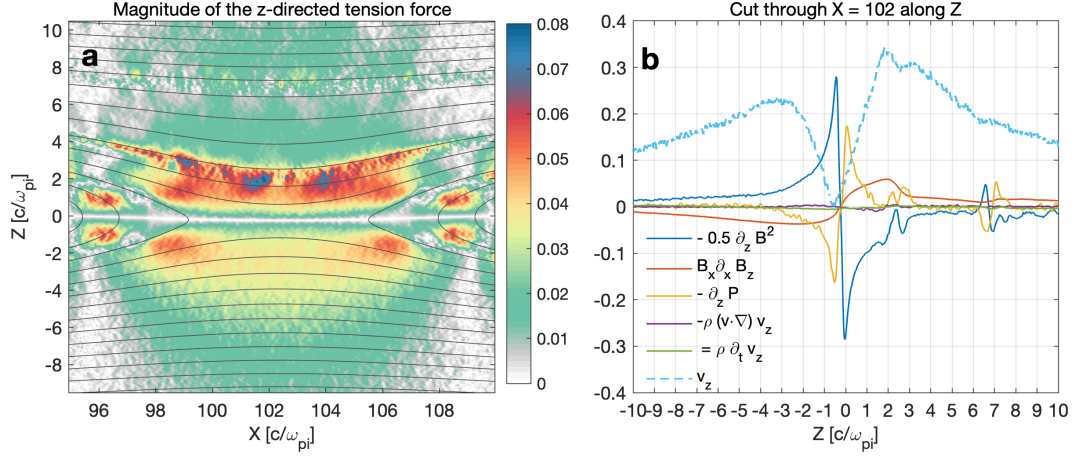 Magnitude of the z-directed tension force
a
10
8
6
4
2
0
-2
-4
-6
-8
Z [c/ω_pi]
96
98
100
102
104
106
108
X [c/ω_pi]
0.08
0.07
0.06
0.05
0.04
0.03
0.02
0.01
0
Cut through X = 102 along Z
b
0.4
0.3
0.2
0.1
0
-0.1
-0.2
-0.3
-0.4
- 0.5 ∂_z B^2
B_x ∂_x B_z
- ∂_z P
-ρ (v·∇) v_z
= ρ ∂_t v_z
v_z
-10 -9 -8 -7 -6 -5 -4 -3 -2 -1 0 1 2 3 4 5 6 7 8 9 10
Z [c/ω_pi]